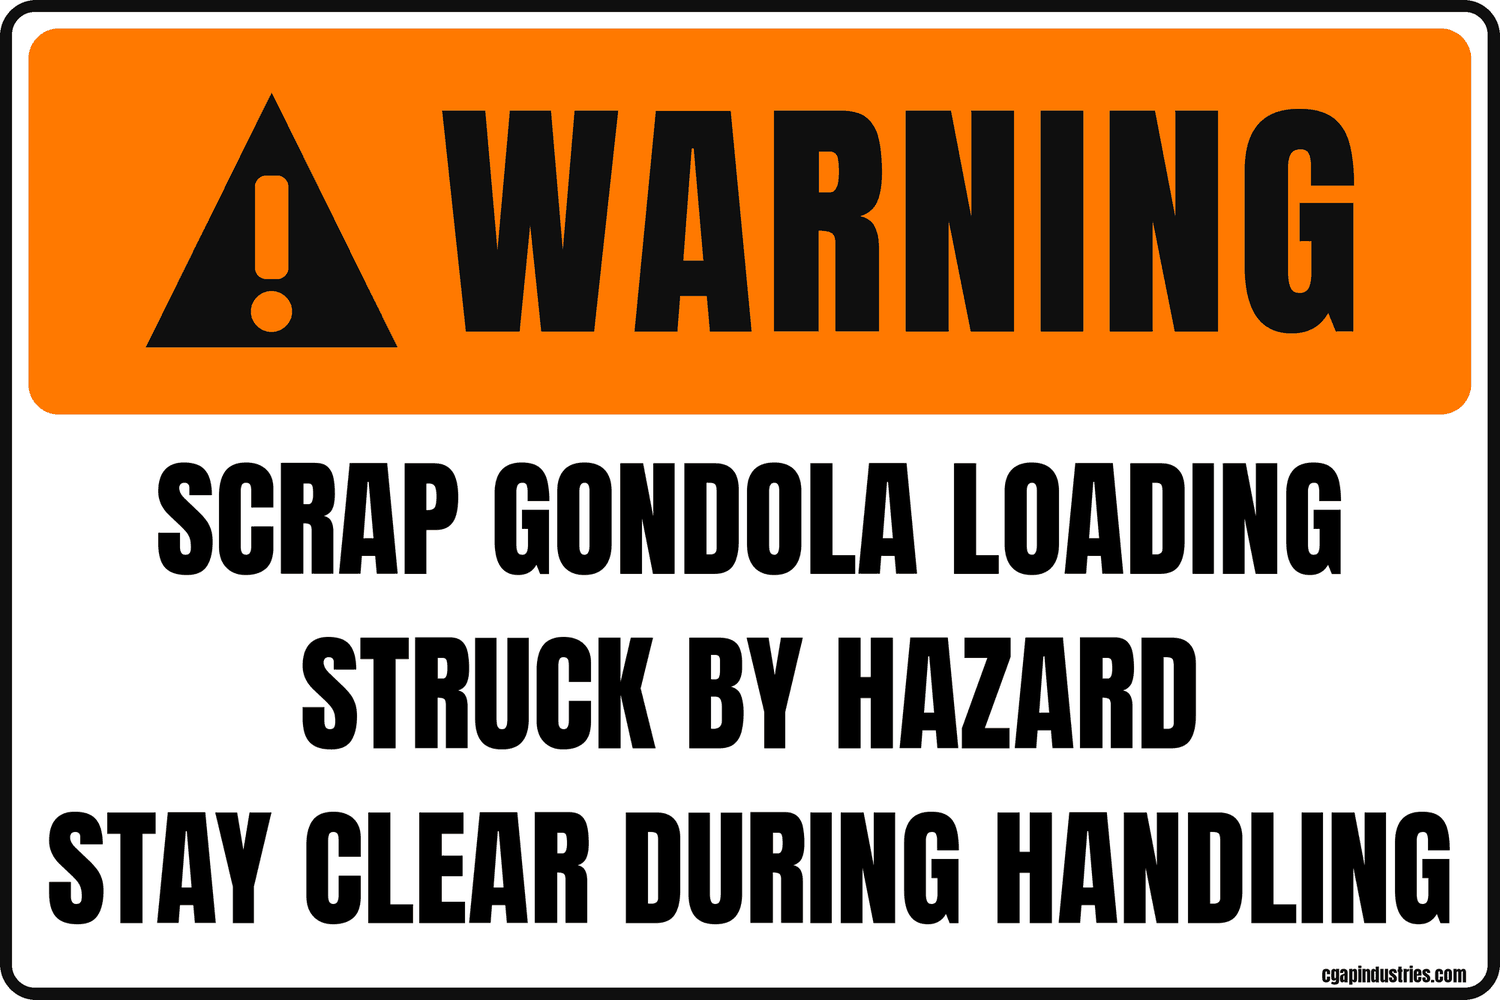 WARNING
SCRAP GONDOLA LOADING
STRUCK BY HAZARD
STAY CLEAR DURING HANDLING
cgapindustries.com